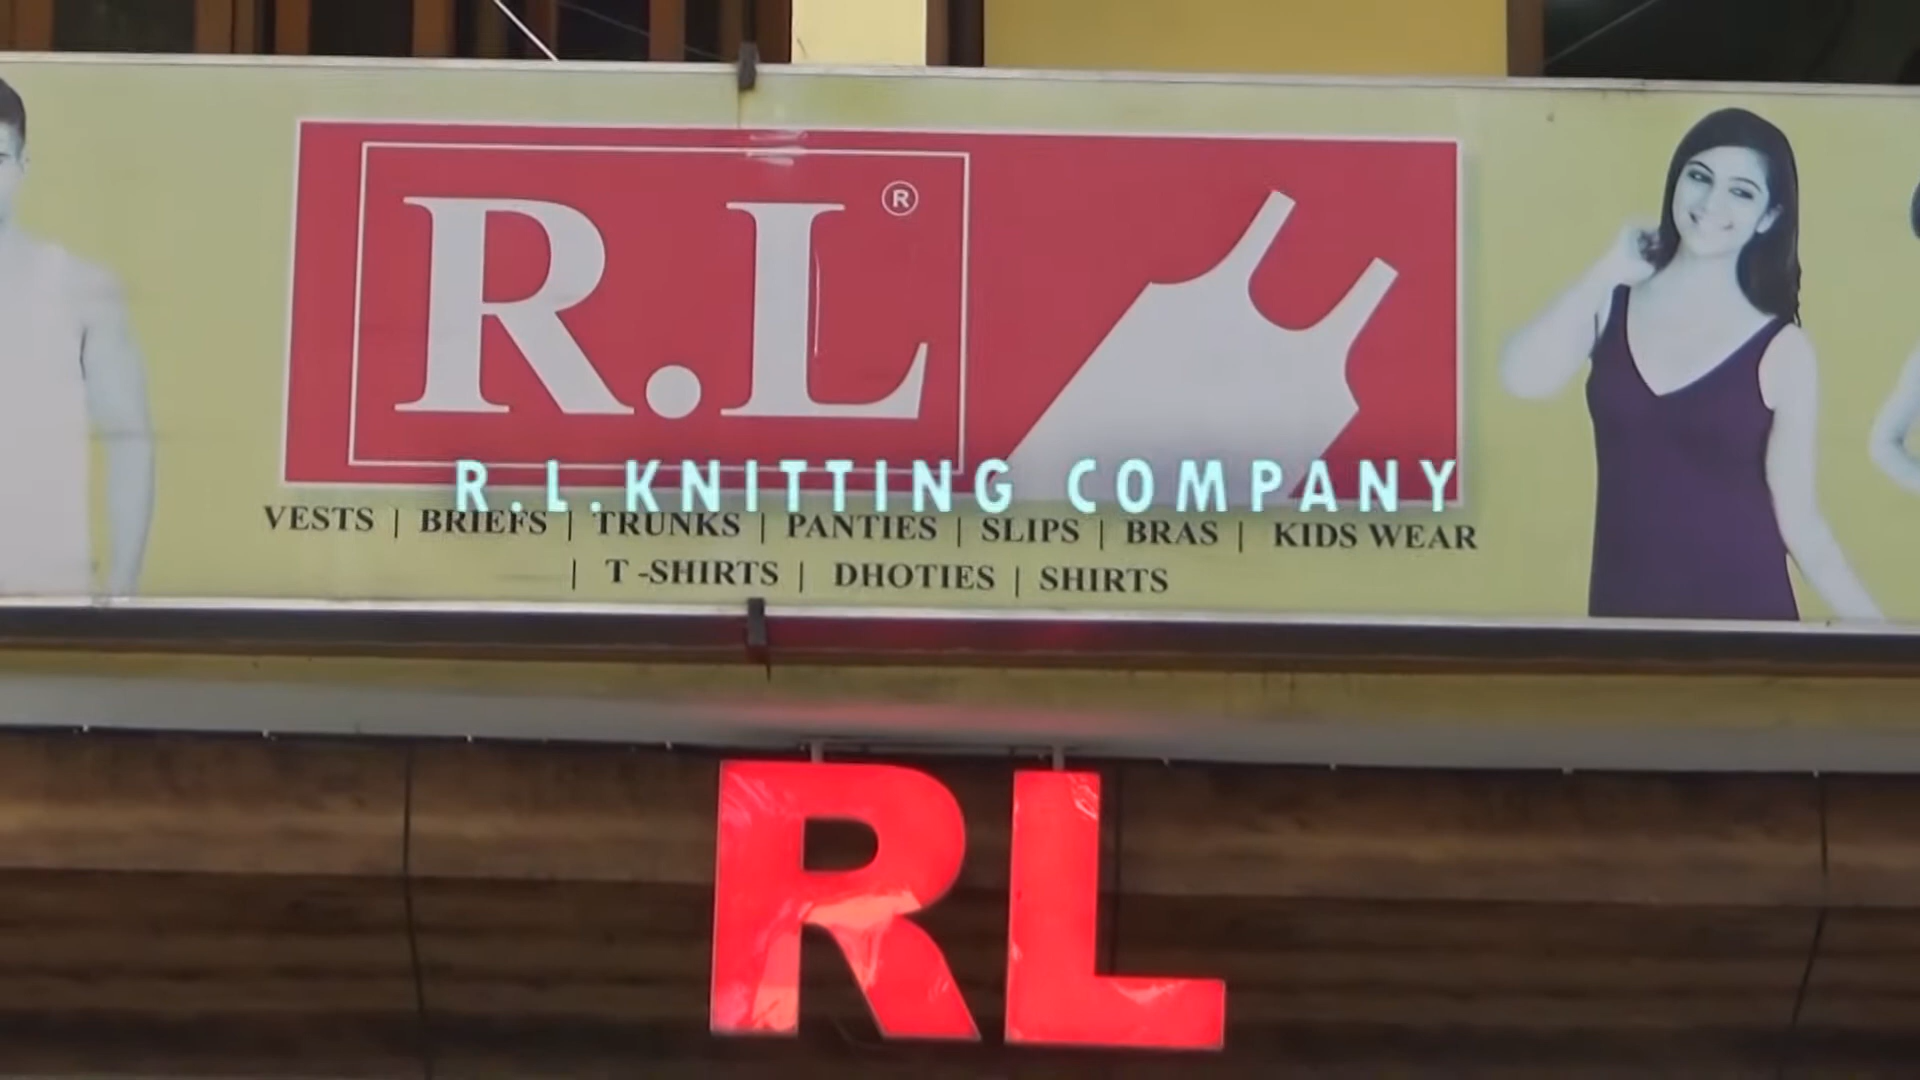 R.L ®
R.L.KNITTING COMPANY
VESTS | BRIEFS | TRUNKS | PANTIES | SLIPS | BRAS | KIDS WEAR
| T -SHIRTS | DHOTIES | SHIRTS
RL